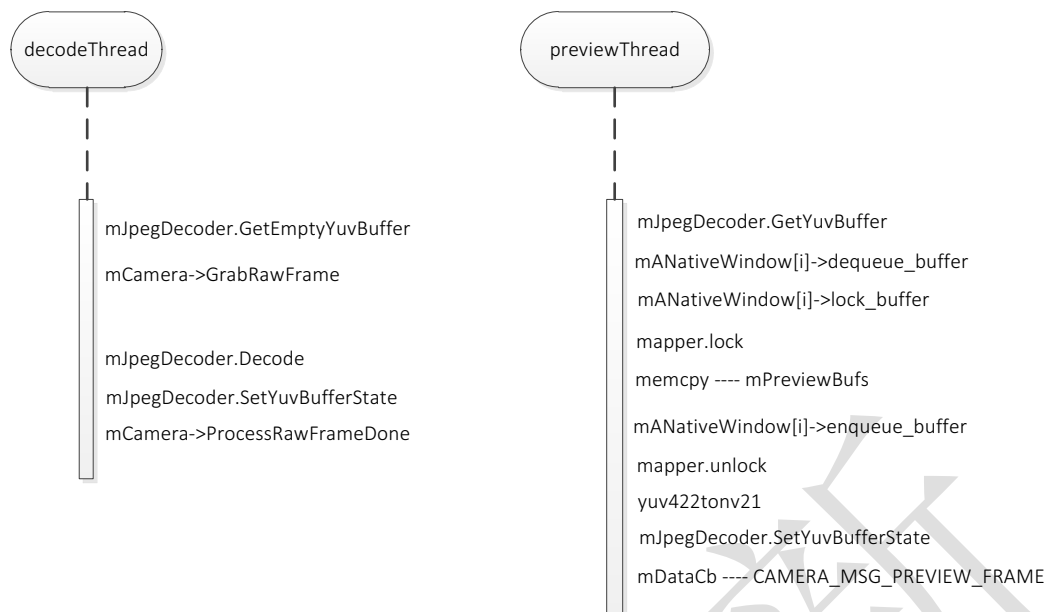 decodeThread
mJpegDecoder.GetEmptyYuvBuffer
mCamera->GrabRawFrame
mJpegDecoder.Decode
mJpegDecoder.SetYuvBufferState
mCamera->ProcessRawFrameDone
previewThread
mJpegDecoder.GetYuvBuffer
mANativeWindow[i]->dequeue_buffer
mANativeWindow[i]->lock_buffer
mapper.lock
memcpy ---- mPreviewBufs
mANativeWindow[i]->enqueue_buffer
mapper.unlock
yuv422tonv21
mJpegDecoder.SetYuvBufferState
mDataCb ---- CAMERA_MSG_PREVIEW_FRAME